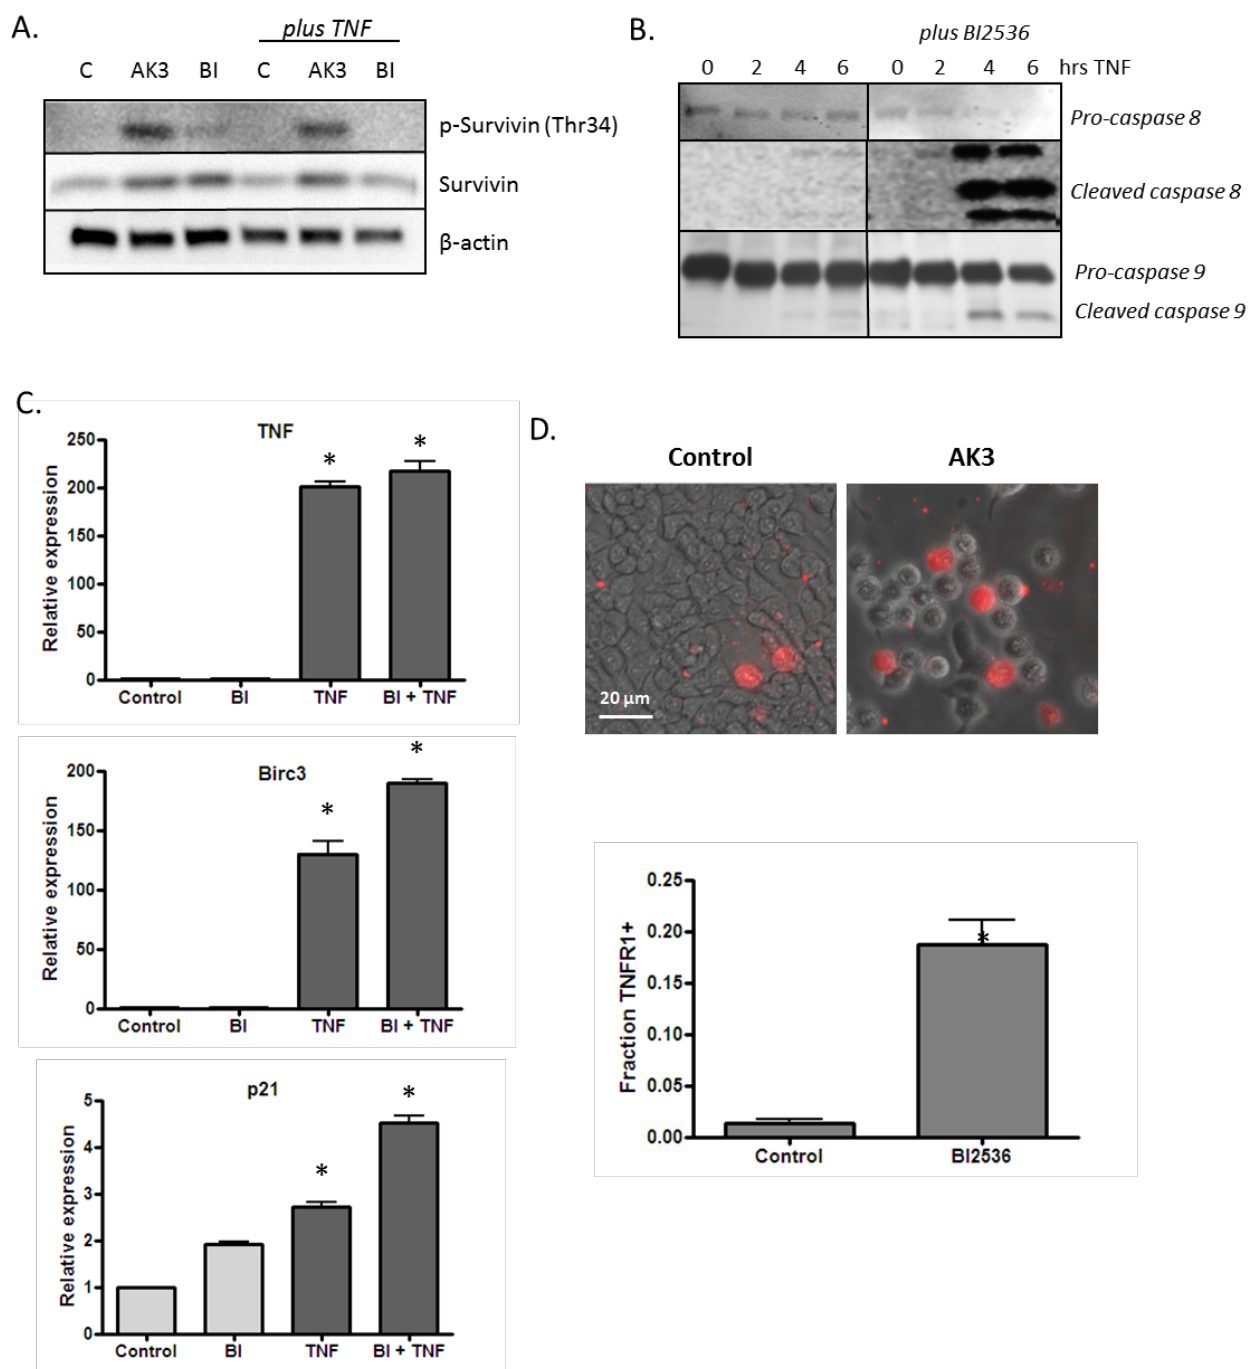 A.
plus TNF
C AK3 BI C AK3 BI
p-Survivin (Thr34)
Survivin
β-actin
B.
plus BI2536
0 2 4 6 0 2 4 6 hrs TNF
Pro-caspase 8
Cleaved caspase 8
Pro-caspase 9
Cleaved caspase 9
C.
TNF
Relative expression
250
200
150
100
50
0
* *
Control BI TNF BI + TNF
Birc3
Relative expression
200
150
100
50
0
* *
Control BI TNF BI + TNF
p21
Relative expression
5
4
3
2
1
0
* *
Control BI TNF BI + TNF
D.
Control AK3
20 µm
Fraction TNFR1+
0.25
0.20
0.15
0.10
0.05
0.00
*
Control BI2536